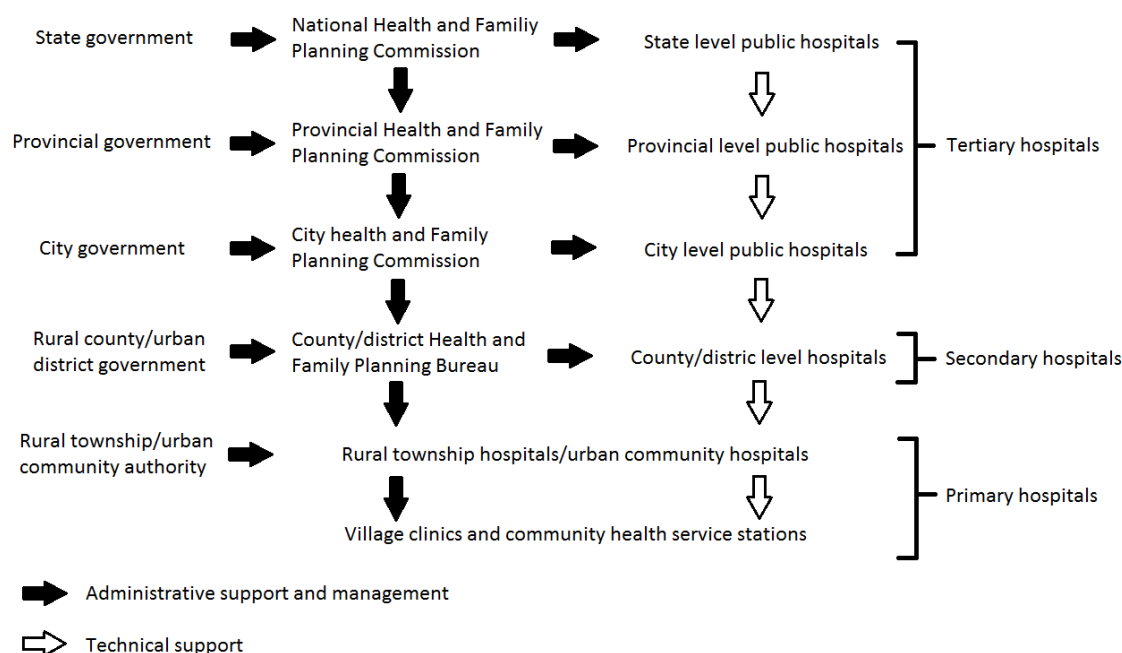 State government
National Health and Familiy
Planning Commission
State level public hospitals
Provincial government
Provincial Health and Family
Planning Commission
Provincial level public hospitals
Tertiary hospitals
City government
City health and Family
Planning Commission
City level public hospitals
Rural county/urban
district government
County/district Health and
Family Planning Bureau
County/distric level hospitals
Secondary hospitals
Rural township/urban
community authority
Rural township hospitals/urban community hospitals
Primary hospitals
Village clinics and community health service stations
Administrative support and management
Technical support